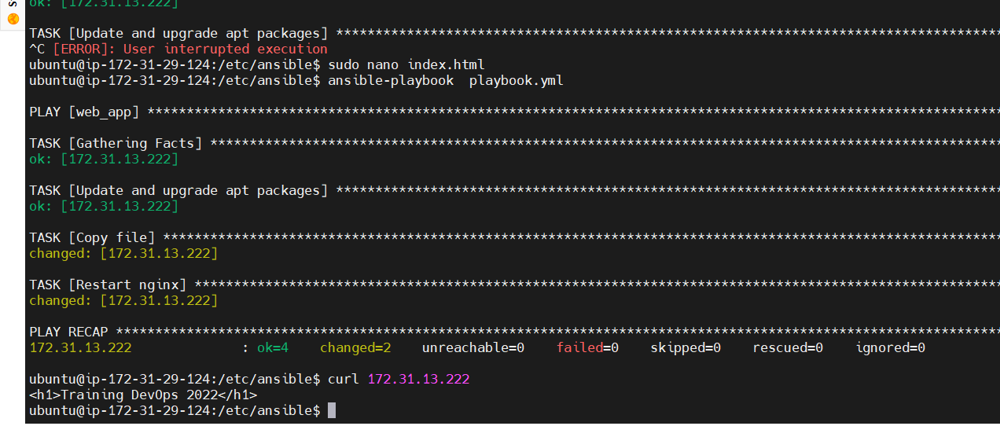 ok: [172.31.13.222]
TASK [Update and upgrade apt packages] *************************************************************************************
^C [ERROR]: User interrupted execution
ubuntu@ip-172-31-29-124:/etc/ansible$ sudo nano index.html
ubuntu@ip-172-31-29-124:/etc/ansible$ ansible-playbook  playbook.yml
PLAY [web_app] *************************************************************************************************************
TASK [Gathering Facts] *****************************************************************************************************
ok: [172.31.13.222]
TASK [Update and upgrade apt packages] *************************************************************************************
ok: [172.31.13.222]
TASK [Copy file] ***********************************************************************************************************
changed: [172.31.13.222]
TASK [Restart nginx] *******************************************************************************************************
changed: [172.31.13.222]
PLAY RECAP *****************************************************************************************************************
172.31.13.222              : ok=4    changed=2    unreachable=0    failed=0    skipped=0    rescued=0    ignored=0
ubuntu@ip-172-31-29-124:/etc/ansible$ curl 172.31.13.222
<h1>Training DevOps 2022</h1>
ubuntu@ip-172-31-29-124:/etc/ansible$